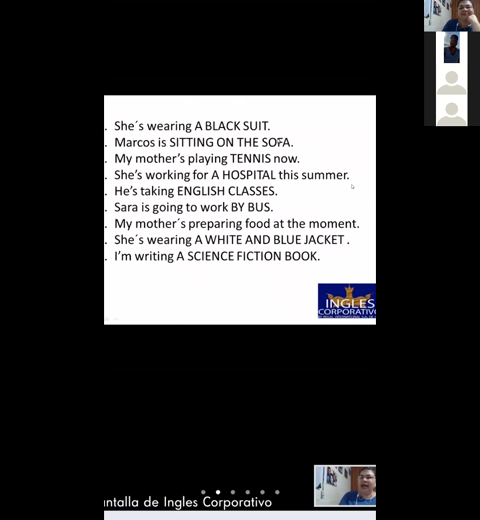 . She´s wearing A BLACK SUIT.
. Marcos is SITTING ON THE SOFA.
. My mother’s playing TENNIS now.
. She’s working for A HOSPITAL this summer.
. He’s taking ENGLISH CLASSES.
. Sara is going to work BY BUS.
. My mother´s preparing food at the moment.
. She´s wearing A WHITE AND BLUE JACKET .
. I’m writing A SCIENCE FICTION BOOK.
INGLES
CORPORATIVO
ntalla de Ingles Corporativo